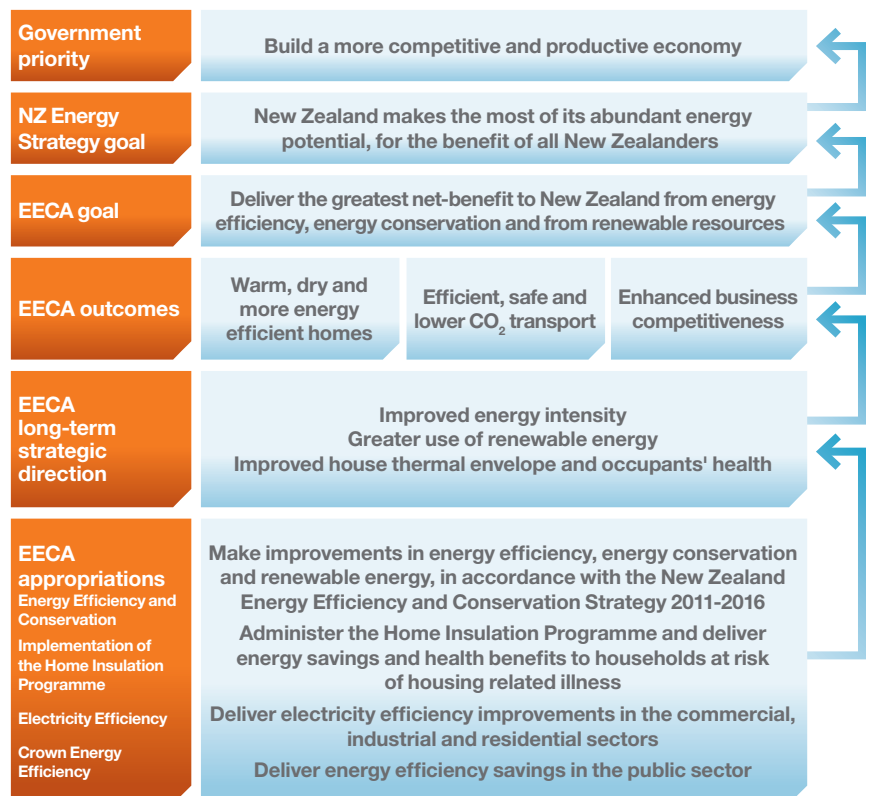 Government
priority
Build a more competitive and productive economy
NZ Energy
Strategy goal
New Zealand makes the most of its abundant energy
potential, for the benefit of all New Zealanders
EECA goal
Deliver the greatest net-benefit to New Zealand from energy
efficiency, energy conservation and from renewable resources
EECA outcomes
Warm, dry and
more energy
efficient homes
Efficient, safe and
lower CO₂ transport
Enhanced business
competitiveness
EECA
long-term
strategic
direction
Improved energy intensity
Greater use of renewable energy
Improved house thermal envelope and occupants' health
EECA
appropriations
Energy Efficiency and
Conservation
Implementation of
the Home Insulation
Programme
Electricity Efficiency
Crown Energy
Efficiency
Make improvements in energy efficiency, energy conservation
and renewable energy, in accordance with the New Zealand
Energy Efficiency and Conservation Strategy 2011-2016
Administer the Home Insulation Programme and deliver
energy savings and health benefits to households at risk
of housing related illness
Deliver electricity efficiency improvements in the commercial,
industrial and residential sectors
Deliver energy efficiency savings in the public sector